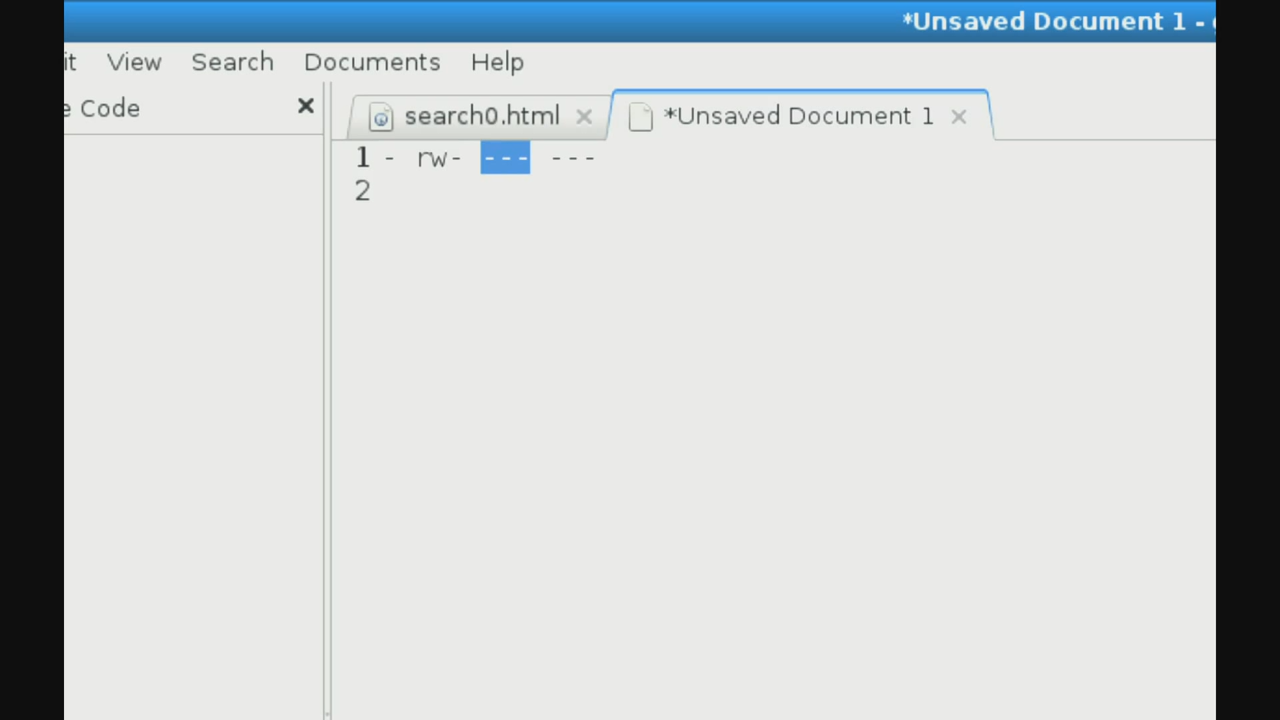 *Unsaved Document 1 -
it View Search Documents Help
e Code
search0.html *Unsaved Document 1
1 - rw- --- ---
2